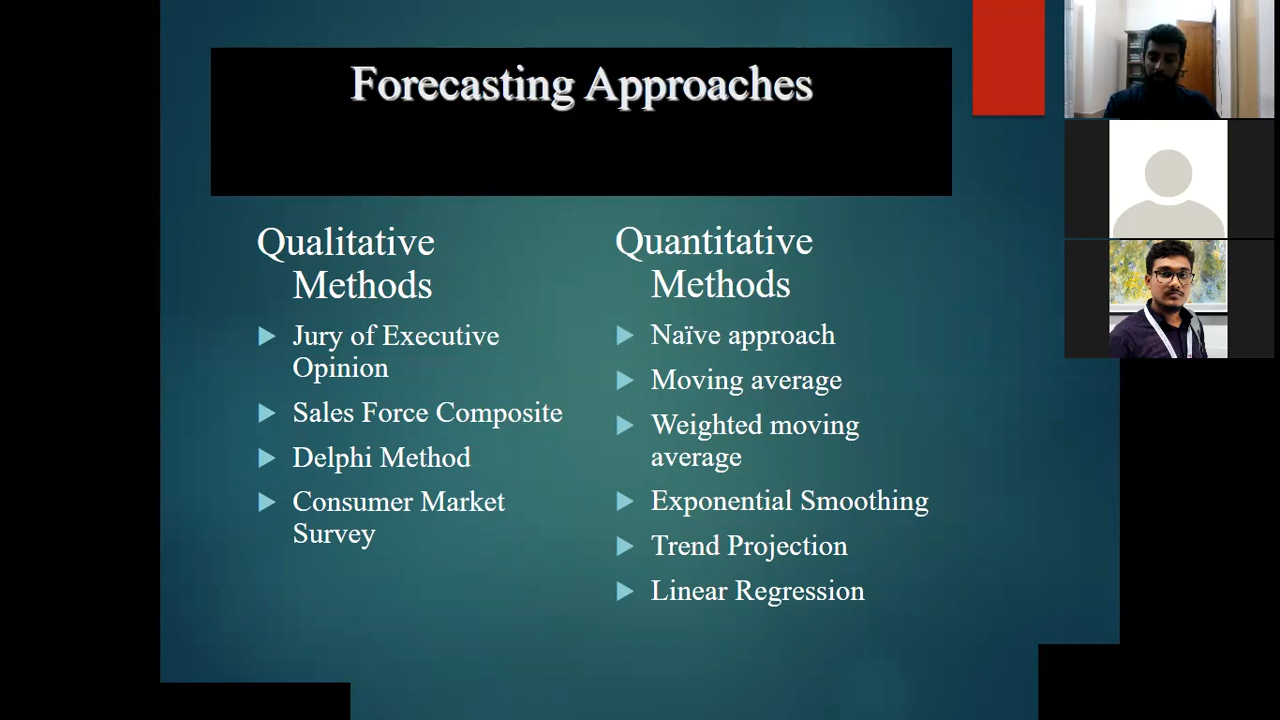 Forecasting Approaches
Qualitative
Methods
Jury of Executive
Opinion
Sales Force Composite
Delphi Method
Consumer Market
Survey
Quantitative
Methods
Naïve approach
Moving average
Weighted moving
average
Exponential Smoothing
Trend Projection
Linear Regression